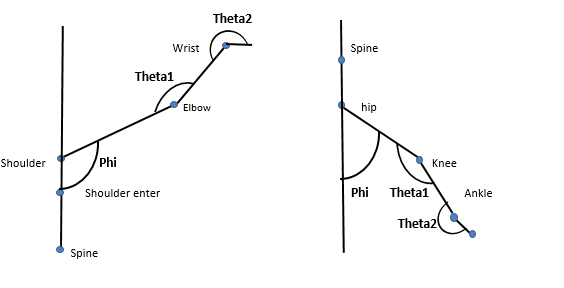 Theta2
Wrist
Theta1
Elbow
Shoulder
Phi
Shoulder enter
Spine
Spine
hip
Knee
Phi
Theta1
Ankle
Theta2